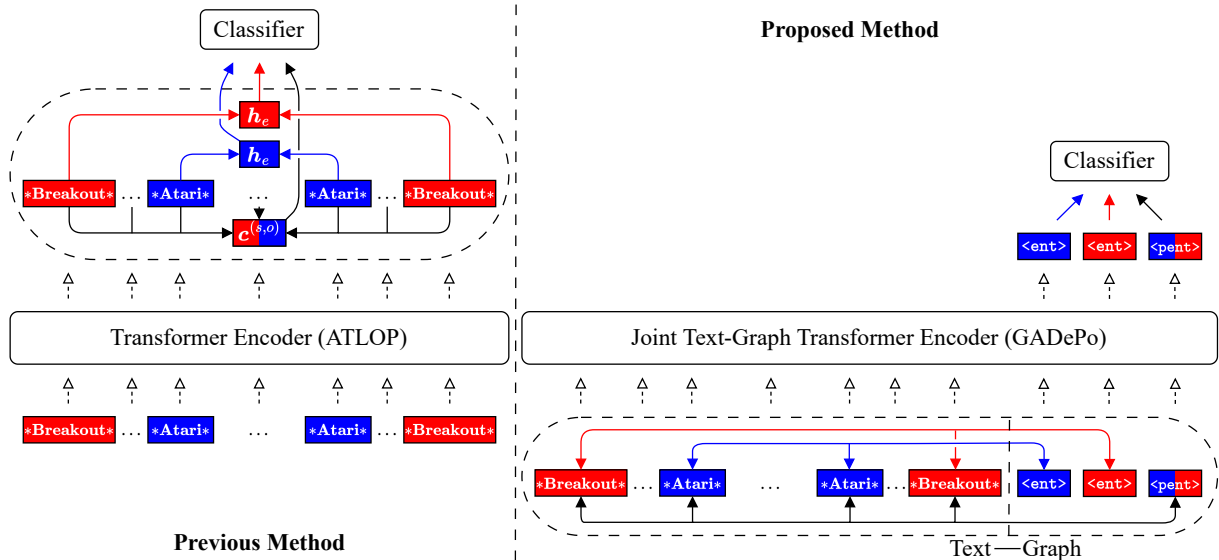 Classifier
h_e
h_e
*Breakout* ... *Atari* ... *Atari* ... *Breakout*
c^(s,o)
Transformer Encoder (ATLOP)
*Breakout* ... *Atari* ... *Atari* ... *Breakout*
Previous Method
Proposed Method
Classifier
<ent> <ent> <pent>
Joint Text-Graph Transformer Encoder (GADePo)
*Breakout* ... *Atari* ... *Atari* ... *Breakout* <ent> <ent> <pent>
Text — Graph